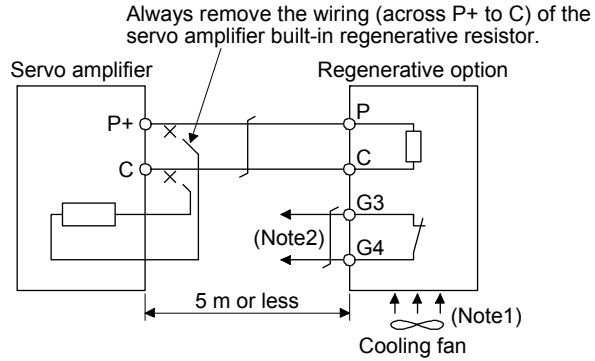 Always remove the wiring (across P+ to C) of the
servo amplifier built-in regenerative resistor.
Servo amplifier
Regenerative option
P+
P
C
C
G3
(Note2)
G4
5 m or less
(Note1)
Cooling fan